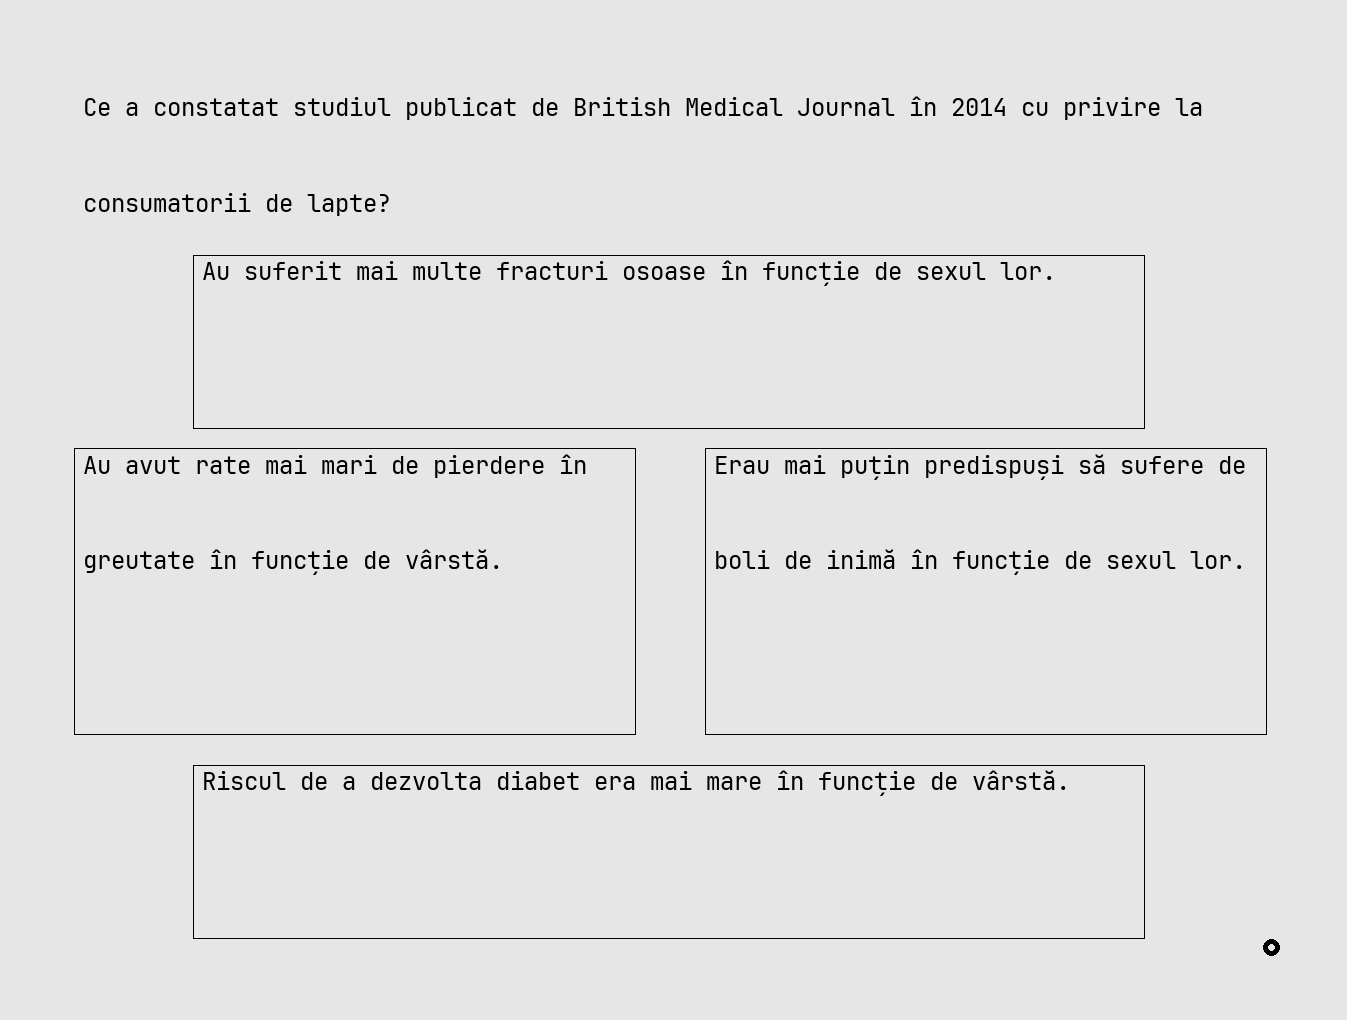 Ce a constatat studiul publicat de British Medical Journal în 2014 cu privire la
consumatorii de lapte?
Au suferit mai multe fracturi osoase în funcție de sexul lor.
Au avut rate mai mari de pierdere în
greutate în funcție de vârstă.
Erau mai puțin predispuși să sufere de
boli de inimă în funcție de sexul lor.
Riscul de a dezvolta diabet era mai mare în funcție de vârstă.